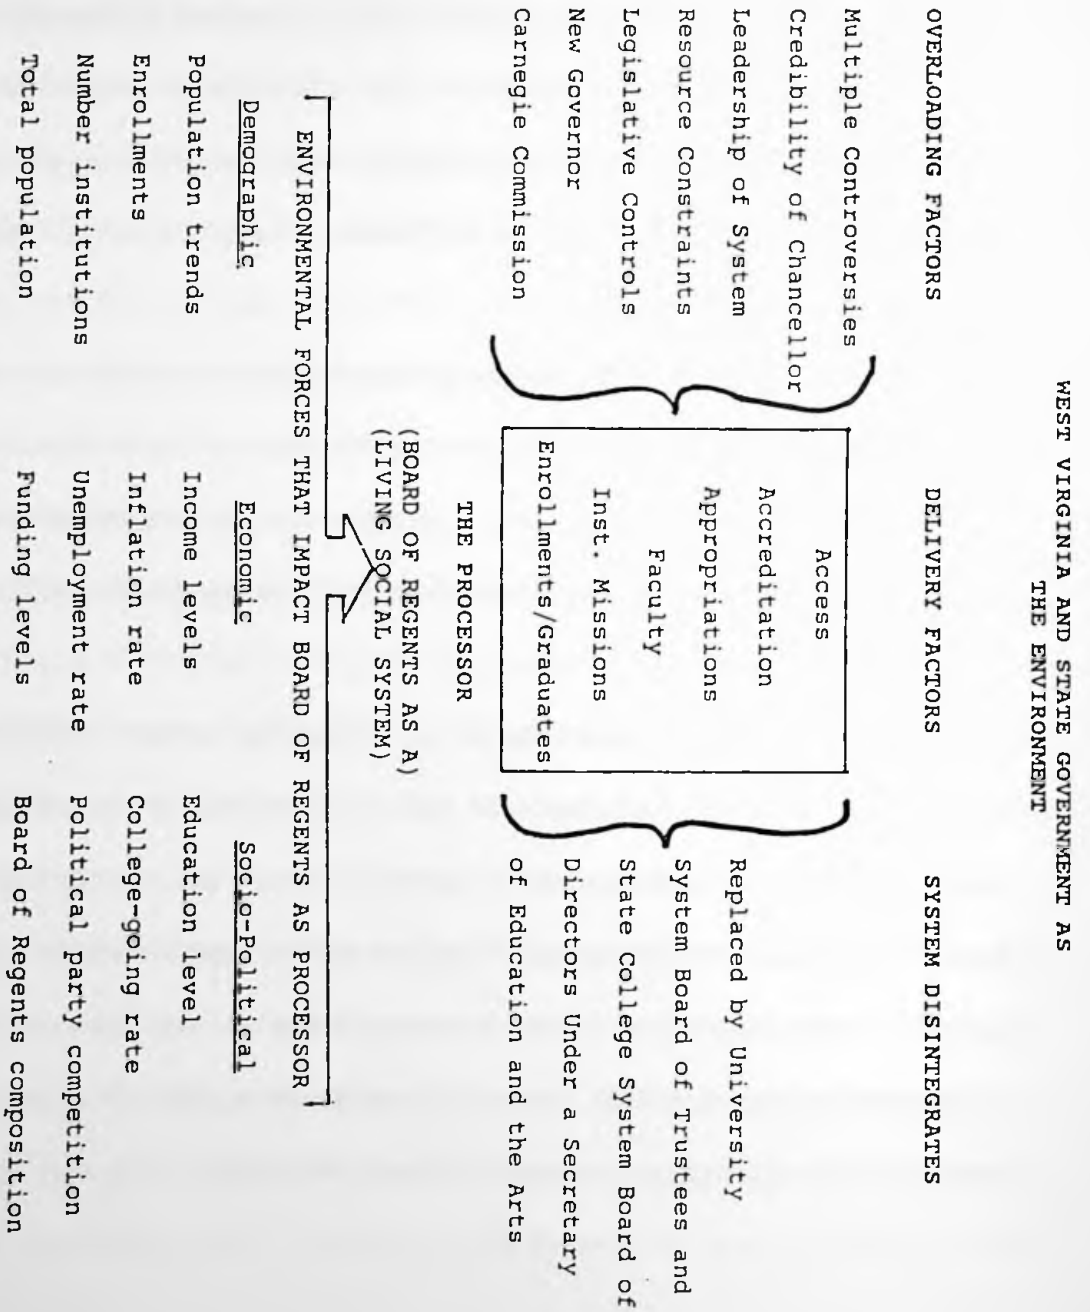 WEST VIRGINIA AND STATE GOVERNMENT AS
THE ENVIRONMENT
OVERLOADING FACTORS
Multiple Controversies
Credibility of Chancellor
Leadership of System
Resource Constraints
Legislative Controls
New Governor
Carnegie Commission
DELIVERY FACTORS
Access
Accreditation
Appropriations
Faculty
Inst. Missions
Enrollments/Graduates
THE PROCESSOR
(BOARD OF REGENTS AS A)
(LIVING SOCIAL SYSTEM)
SYSTEM DISINTEGRATES
Replaced by University
System Board of Trustees and
State College System Board of
Directors Under a Secretary
of Education and the Arts
ENVIRONMENTAL FORCES THAT IMPACT BOARD OF REGENTS AS PROCESSOR
Demographic
Population trends
Enrollments
Number institutions
Total population
Economic
Income levels
Inflation rate
Unemployment rate
Funding levels
Socio-Political
Education level
College-going rate
Political party competition
Board of Regents composition